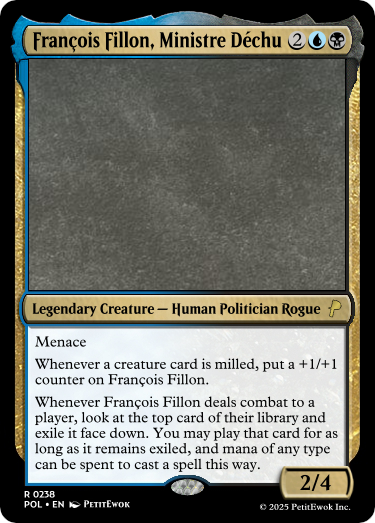 François Fillon, Ministre Déchu 2
Legendary Creature — Human Politician Rogue
Menace
Whenever a creature card is milled, put a +1/+1
counter on François Fillon.
Whenever François Fillon deals combat to a
player, look at the top card of their library and
exile it face down. You may play that card for as
long as it remains exiled, and mana of any type
can be spent to cast a spell this way.
2/4
R 0238
POL • EN PetitEwok
© 2025 PetitEwok Inc.